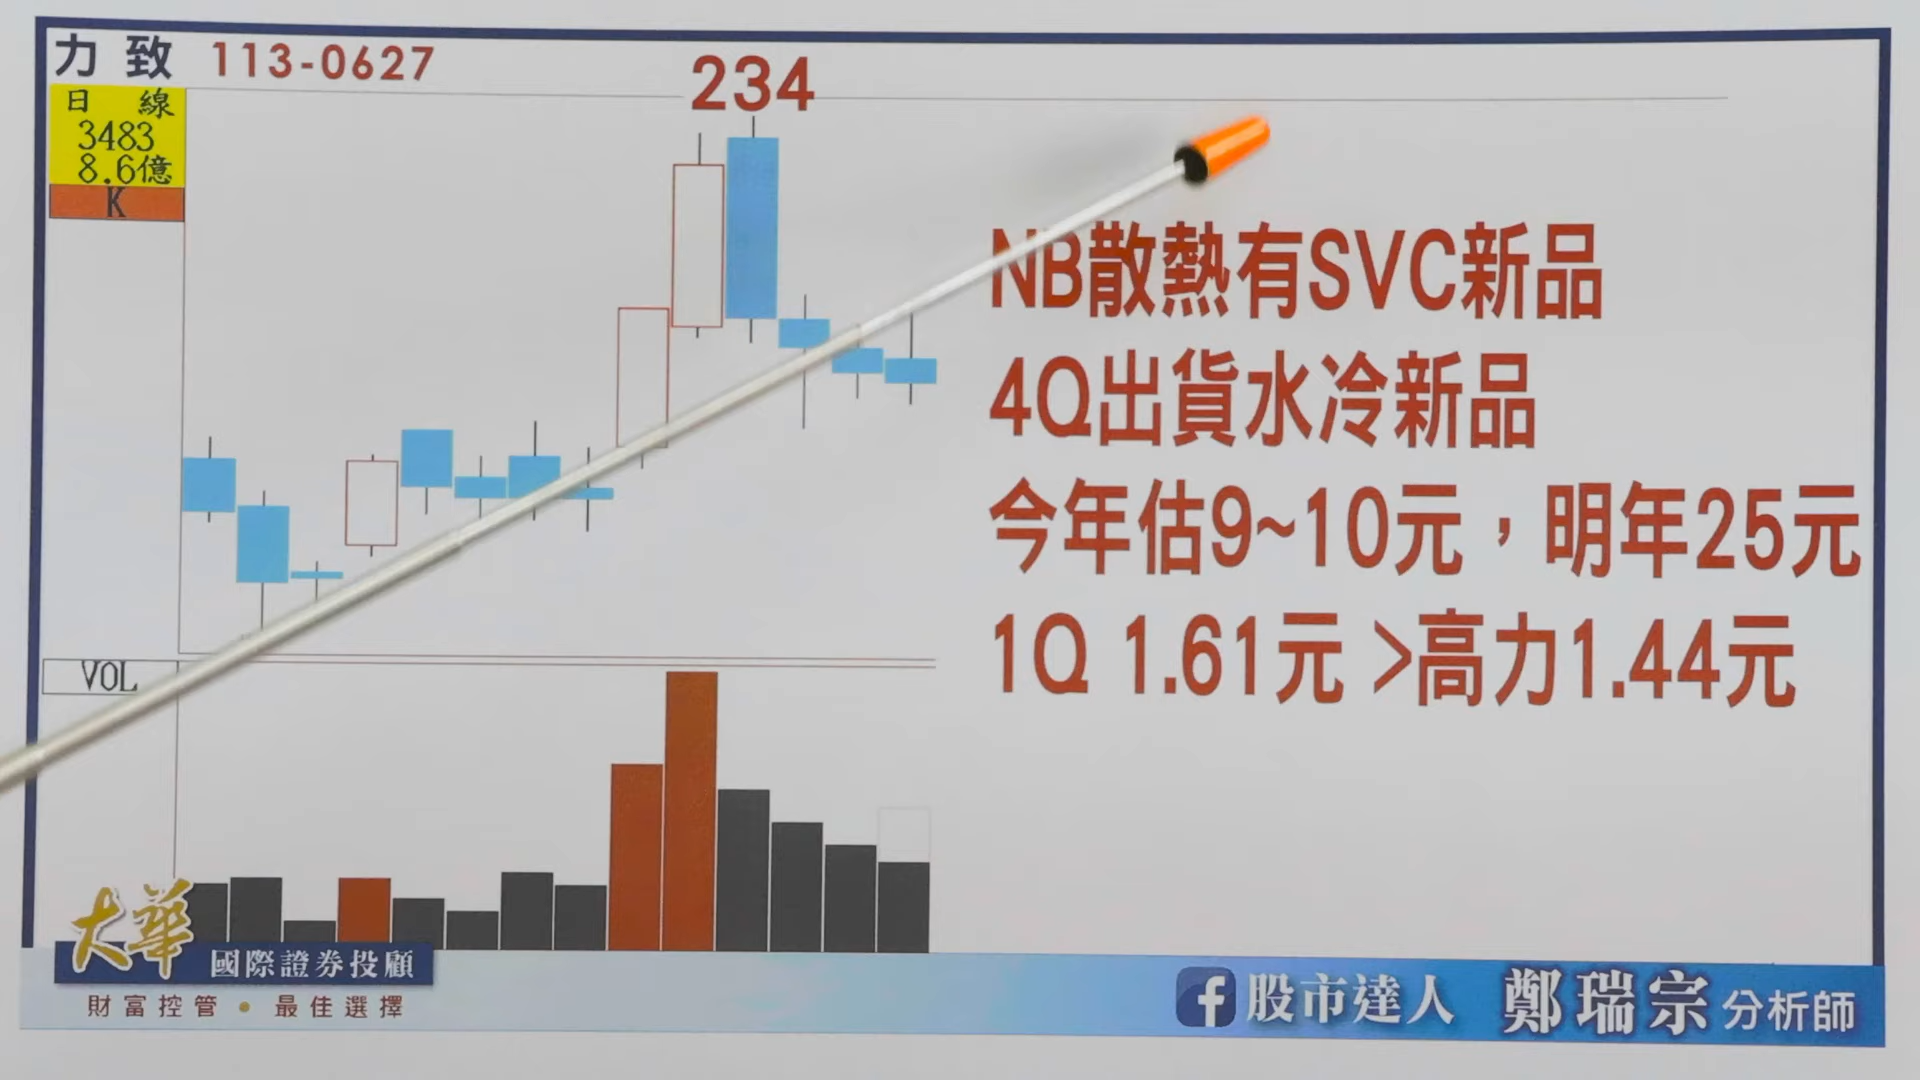 力致 113-0627
234
日線
3483
8.6億
K
NB散熱有SVC新品
4Q出貨水冷新品
今年估9~10元，明年25元
1Q 1.61元 >高力1.44元
VOL
大華
國際證券投顧
財富控管•最佳選擇
股市達人 鄭瑞宗 分析師